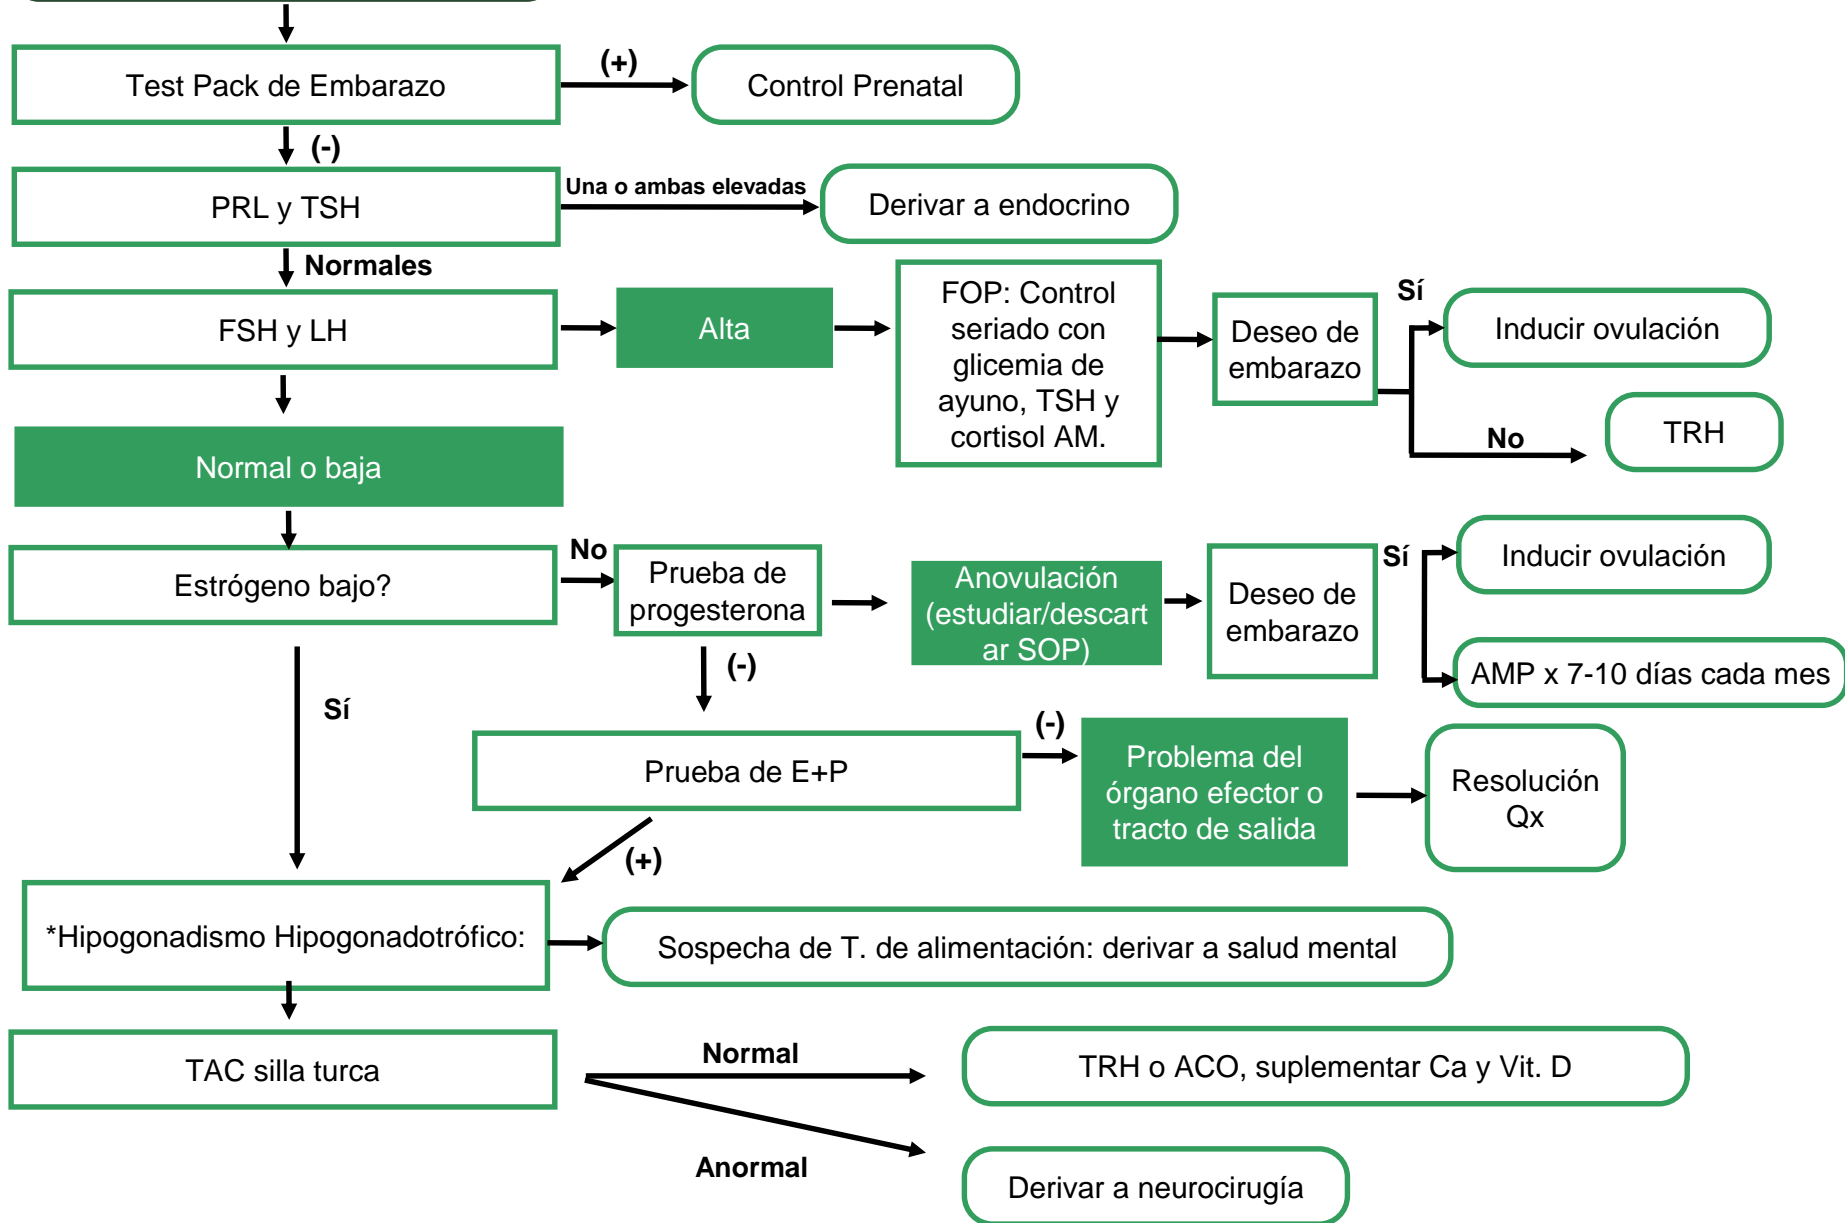 Test Pack de Embarazo
(+)
Control Prenatal
(-)
PRL y TSH
Una o ambas elevadas
Derivar a endocrino
Normales
FSH y LH
Alta
FOP: Control
seriado con
glicemia de
ayuno, TSH y
cortisol AM.
Deseo de
embarazo
Sí
Inducir ovulación
No
TRH
Normal o baja
Estrógeno bajo?
No
Prueba de
progesterona
Anovulación
(estudiar/descart
ar SOP)
Deseo de
embarazo
Sí
Inducir ovulación
AMP x 7-10 días cada mes
(-)
Sí
Prueba de E+P
(-)
Problema del
órgano efector o
tracto de salida
Resolución
Qx
(+)
*Hipogonadismo Hipogonadotrófico:
Sospecha de T. de alimentación: derivar a salud mental
TAC silla turca
Normal
TRH o ACO, suplementar Ca y Vit. D
Anormal
Derivar a neurocirugía